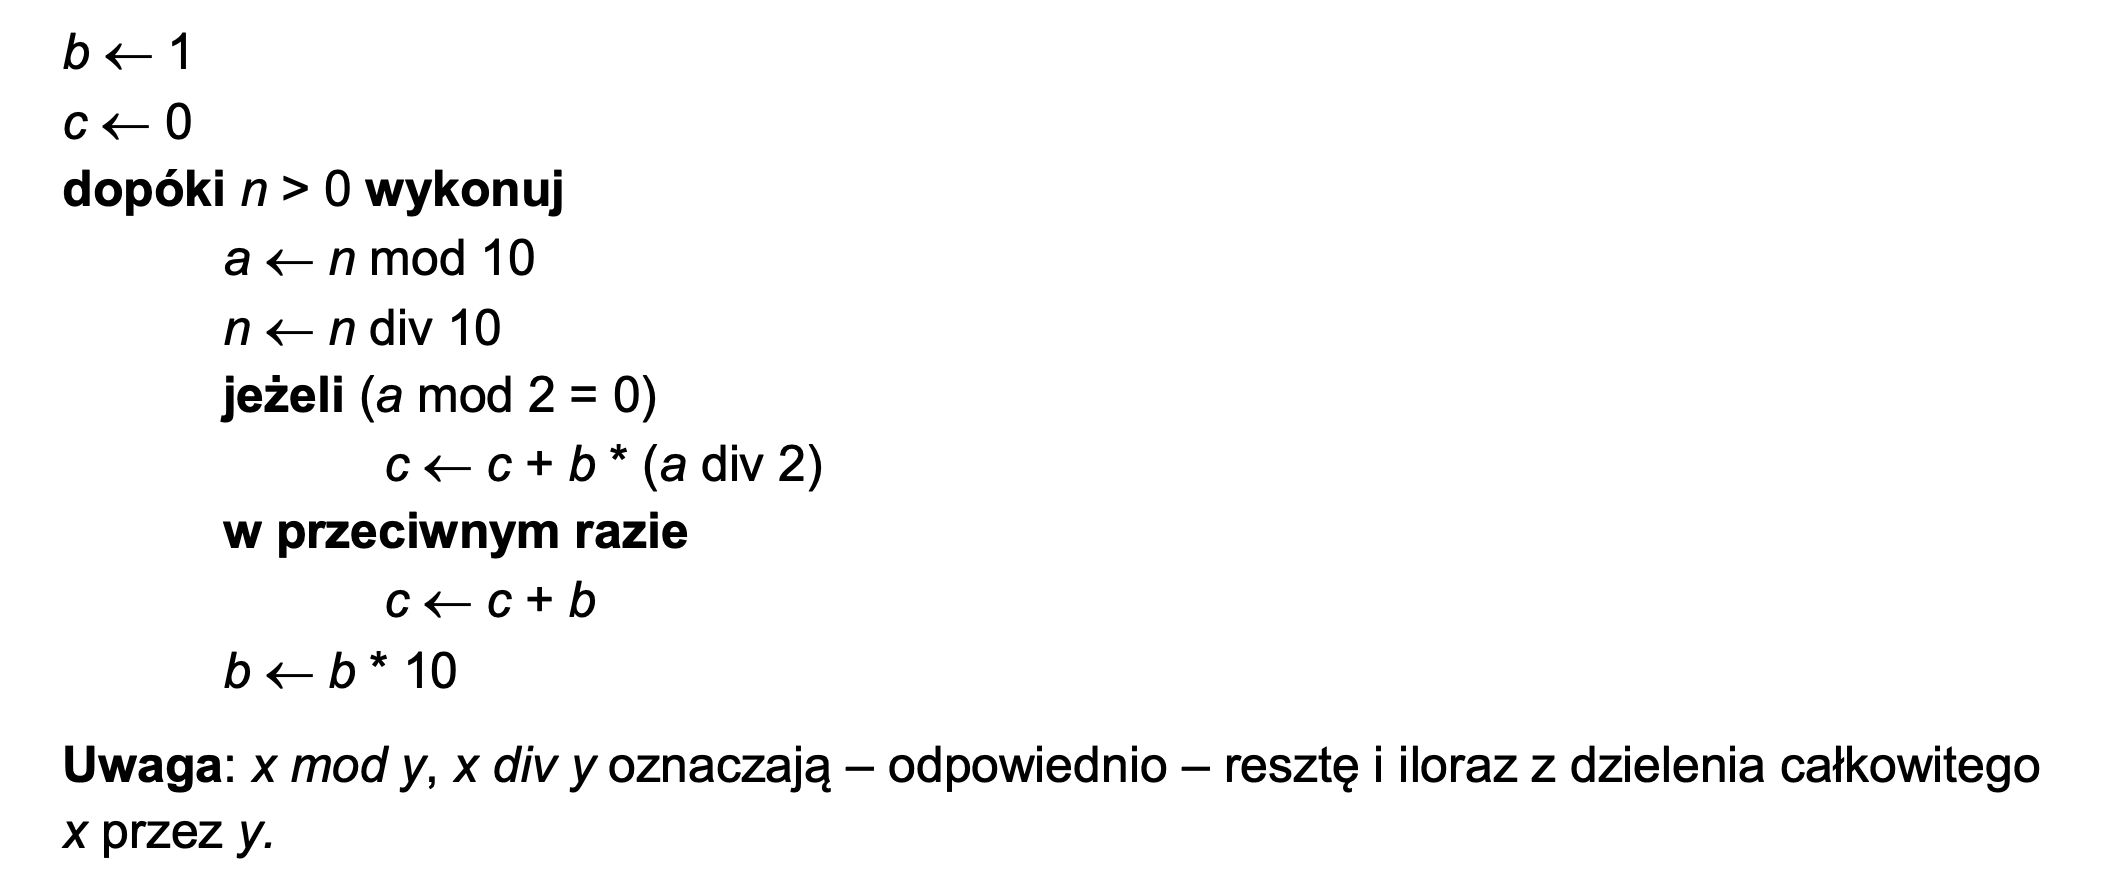 b ← 1
c ← 0
dopóki n > 0 wykonuj
a ← n mod 10
n ← n div 10
jeżeli (a mod 2 = 0)
c ← c + b * (a div 2)
w przeciwnym razie
c ← c + b
b ← b * 10
Uwaga: x mod y, x div y oznaczają – odpowiednio – resztę i iloraz z dzielenia całkowitego
x przez y.